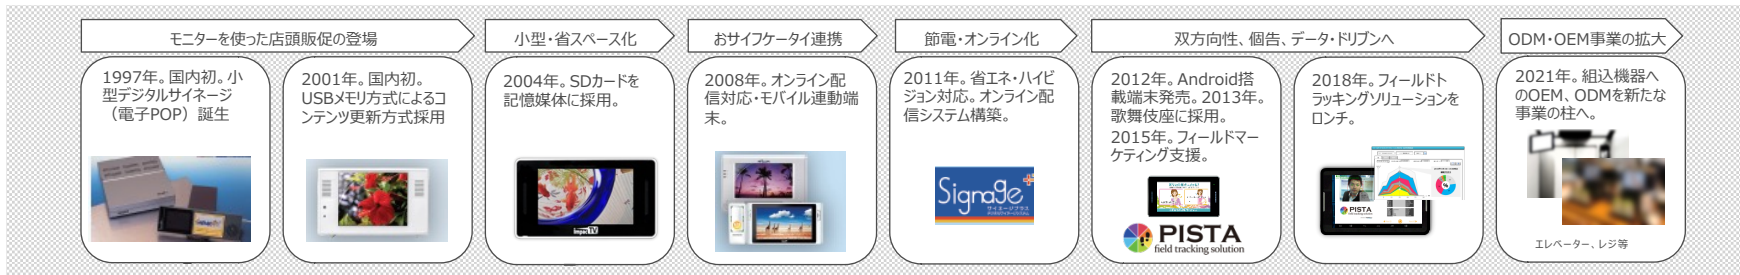 モニターを使った店頭販促の登場
小型・省スペース化
おサイフケータイ連携
節電・オンライン化
双方向性、個告、データ・ドリブンへ
ODM・OEM事業の拡大
1997年。国内初。小
型デジタルサイネージ
（電子POP）誕生
2001年。国内初。
USBメモリ方式によるコ
ンテンツ更新方式採用
2004年。SDカードを
記憶媒体に採用。
impacTV
2008年。オンライン配
信対応・モバイル連動端
末。
2011年。省エネ・ハイビ
ジョン対応。オンライン配
信システム構築。
Signage+
サイネージプラス
2012年。Android搭
載端末発売。2013年。
歌舞伎座に採用。
2015年。フィールドマー
ケティング支援。
PISTA
field tracking solution
2018年。フィールドト
ラッキングソリューションを
ロンチ。
PISTA
2021年。組込機器へ
のOEM、ODMを新たな
事業の柱へ。
エレベーター、レジ等